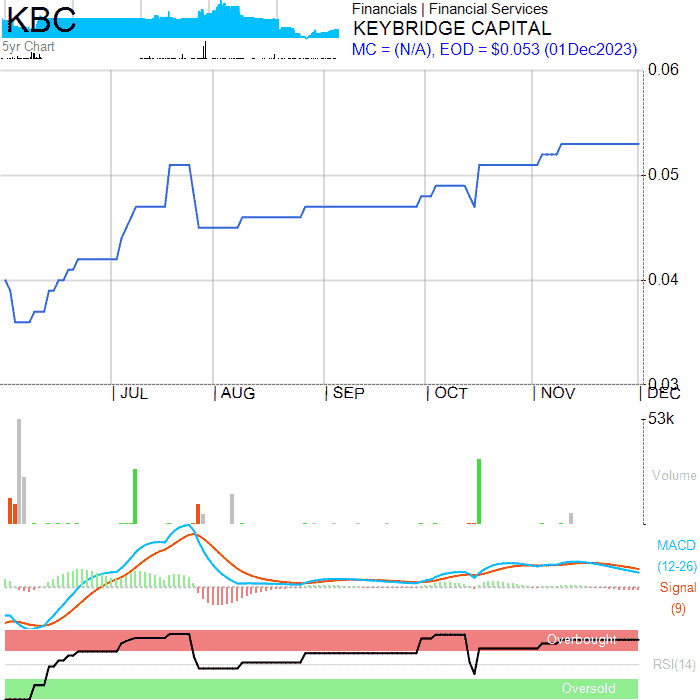 KBC
5yr Chart
Financials | Financial Services
KEYBRIDGE CAPITAL
MC = (N/A), EOD = $0.053 (01Dec2023)
0.06
0.05
0.04
0.03
JUL AUG SEP OCT NOV DEC
53k
Volume
MACD
(12-26)
Signal
(9)
Overbought
RSI(14)
Oversold